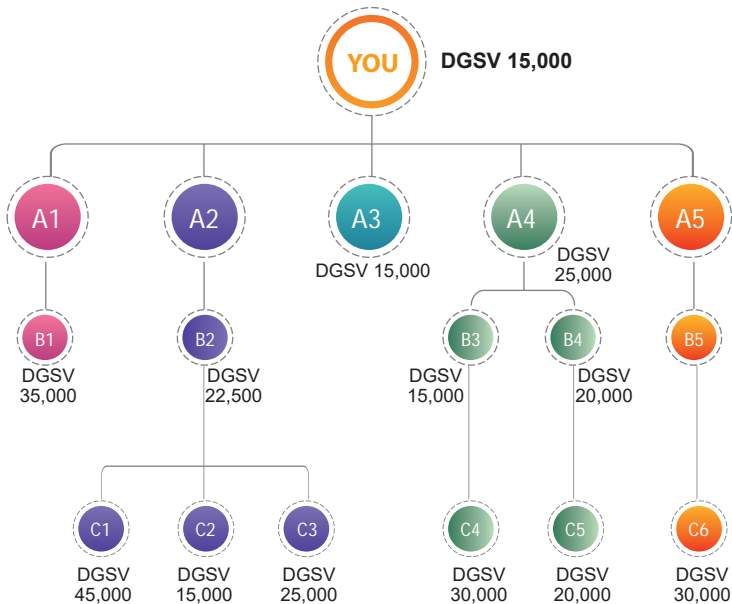 YOU
DGSV 15,000
A1
A2
A3
A4
A5
DGSV 15,000
DGSV
25,000
B1
B2
B3
B4
B5
DGSV
35,000
DGSV
22,500
DGSV
15,000
DGSV
20,000
C1
C2
C3
C4
C5
C6
DGSV
45,000
DGSV
15,000
DGSV
25,000
DGSV
30,000
DGSV
20,000
DGSV
30,000